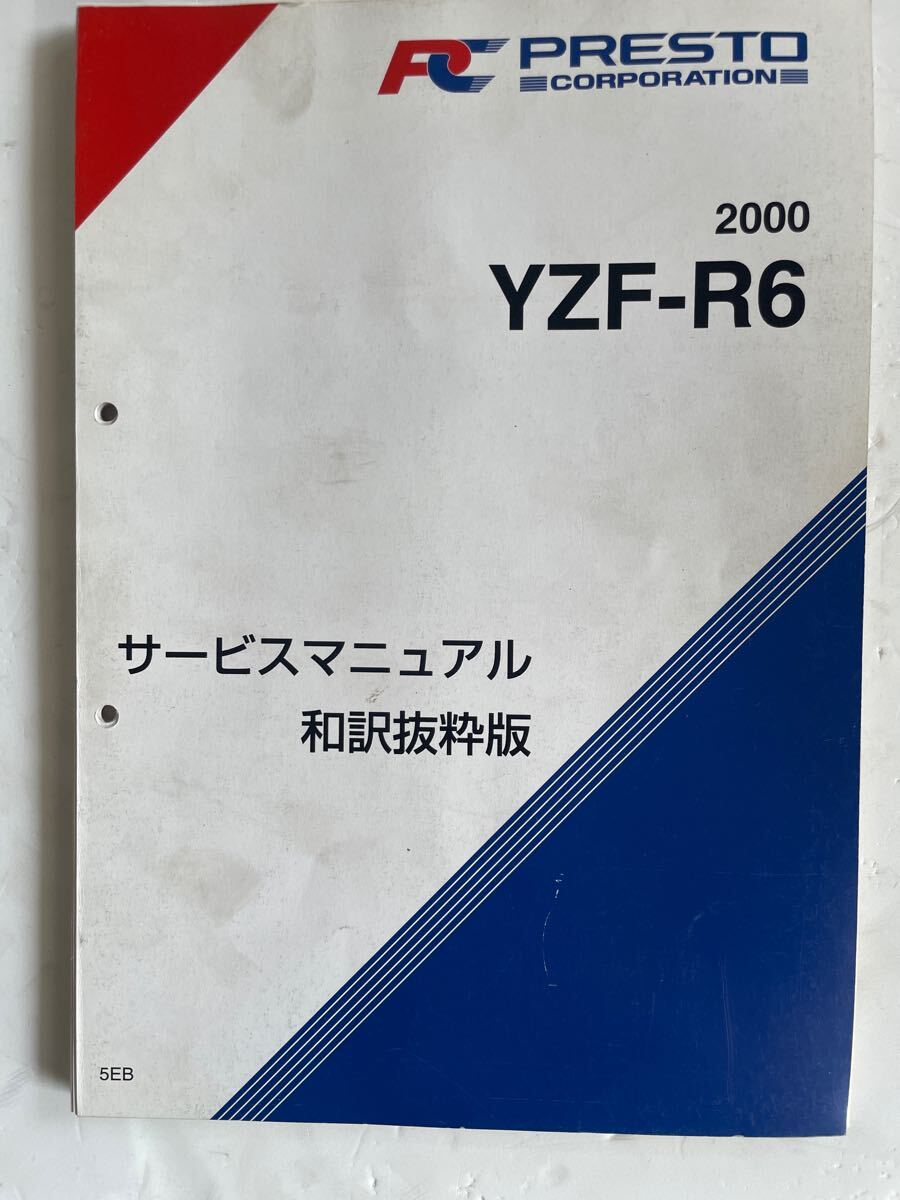 PC PRESTO
CORPORATION
2000
YZF-R6
サービスマニュアル
和訳抜粋版
5EB